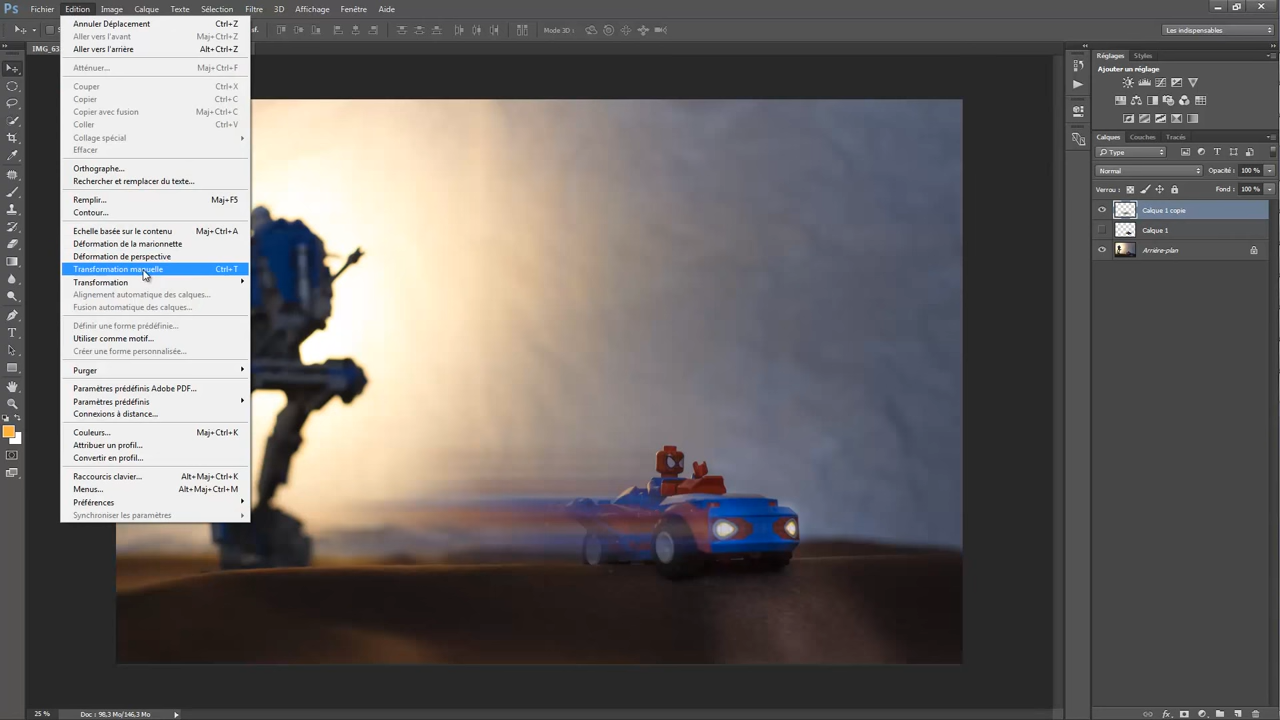 Ps Fichier Edition Image Calque Texte Sélection Filtre 3D Affichage Fenêtre Aide
Mode 3D :
Les indispensables
IMG_63
Annuler Déplacement Ctrl+Z
Aller vers l'avant Maj+Ctrl+Z
Aller vers l'arrière Alt+Ctrl+Z
Atténuer... Maj+Ctrl+F
Couper Ctrl+X
Copier Ctrl+C
Copier avec fusion Maj+Ctrl+C
Coller Ctrl+V
Collage spécial
Effacer
Orthographe...
Rechercher et remplacer du texte...
Remplir... Maj+F5
Contour...
Echelle basée sur le contenu Maj+Ctrl+A
Déformation de la marionnette
Déformation de perspective
Transformation manuelle Ctrl+T
Transformation
Alignement automatique des calques...
Fusion automatique des calques...
Définir une forme prédéfinie...
Utiliser comme motif...
Créer une forme personnalisée...
Purger
Paramètres prédéfinis Adobe PDF...
Paramètres prédéfinis
Connexions à distance...
Couleurs... Maj+Ctrl+K
Attribuer un profil...
Convertir en profil...
Raccourcis clavier... Alt+Maj+Ctrl+K
Menus... Alt+Maj+Ctrl+M
Préférences
Synchroniser les paramètres
Réglages Styles
Ajouter un réglage
Calques Couches Tracés
Type
Normal Opacité : 100 %
Verrou : Fond : 100 %
Calque 1 copie
Calque 1
Arrière-plan
25 % Doc : 98,3 Mo/146,3 Mo